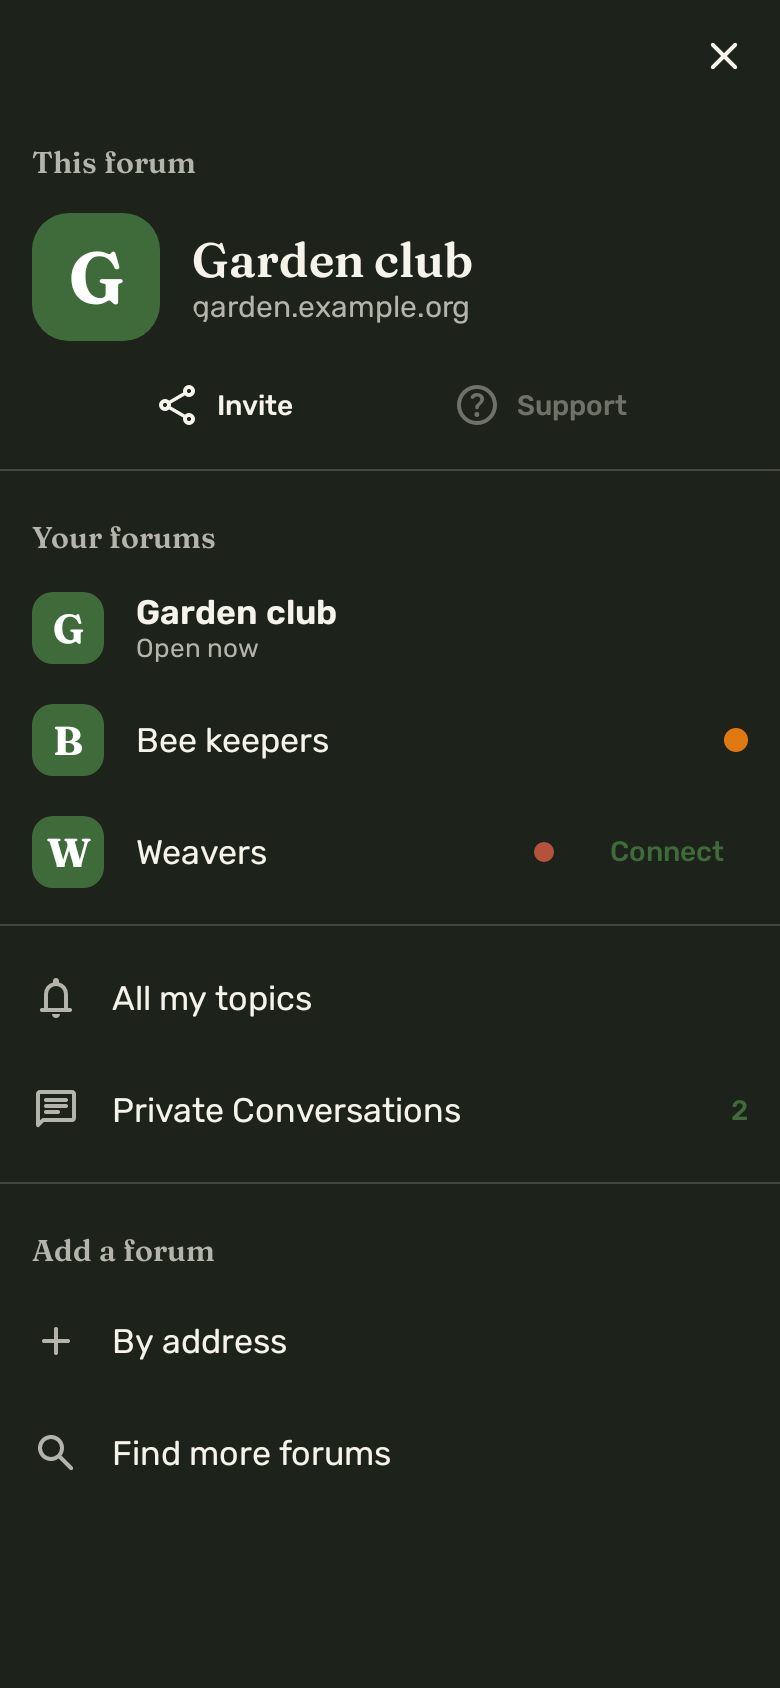 This forum
G
Garden club
garden.example.org
Invite
Support
Your forums
G
Garden club
Open now
B
Bee keepers
W
Weavers
Connect
All my topics
Private Conversations
2
Add a forum
By address
Find more forums